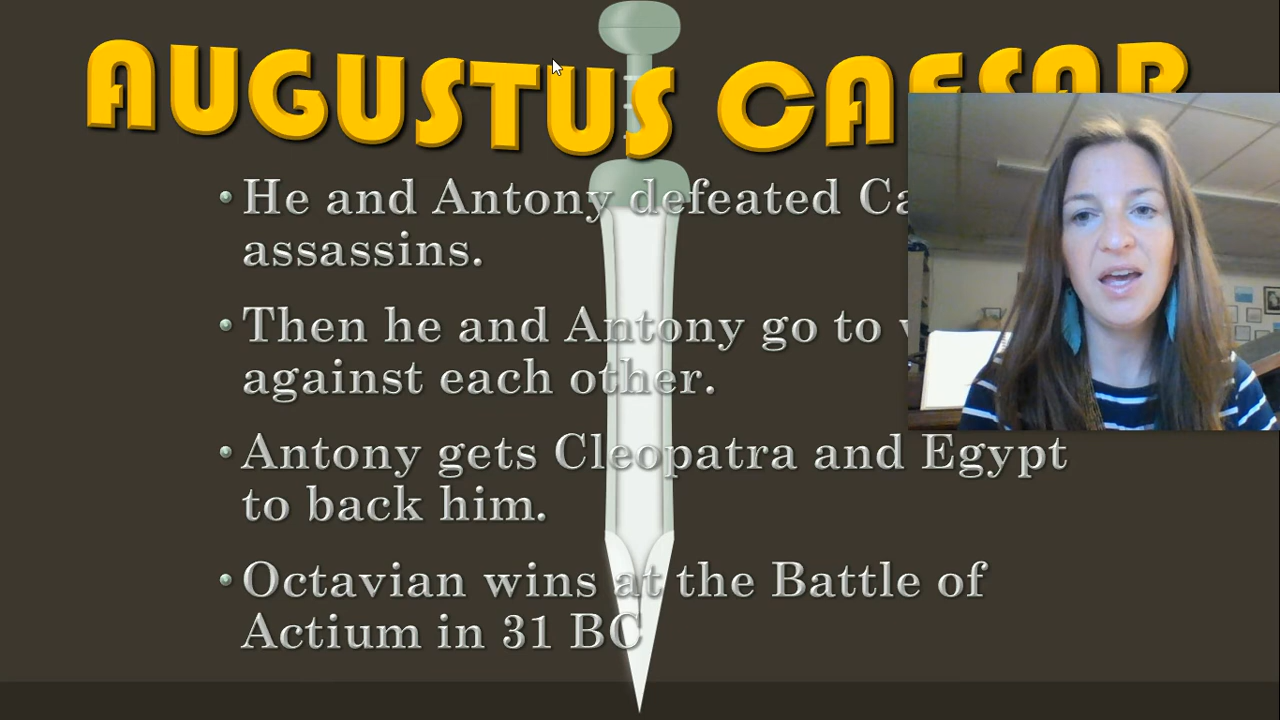 AUGUSTUS CAESAR
• He and Antony defeated
assassins.
• Then he and Antony go to
against each other.
• Antony gets Cleopatra and Egypt
to back him.
• Octavian wins at the Battle of
Actium in 31 BC